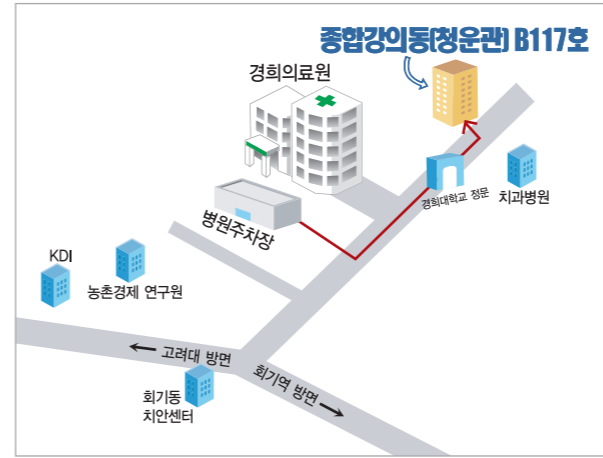 종합강의동(청운관) B117호
경희의료원
경희대학교 정문
치과병원
병원주차장
KDI
농촌경제 연구원
← 고려대 방면
회기역 방면 →
회기동
치안센터